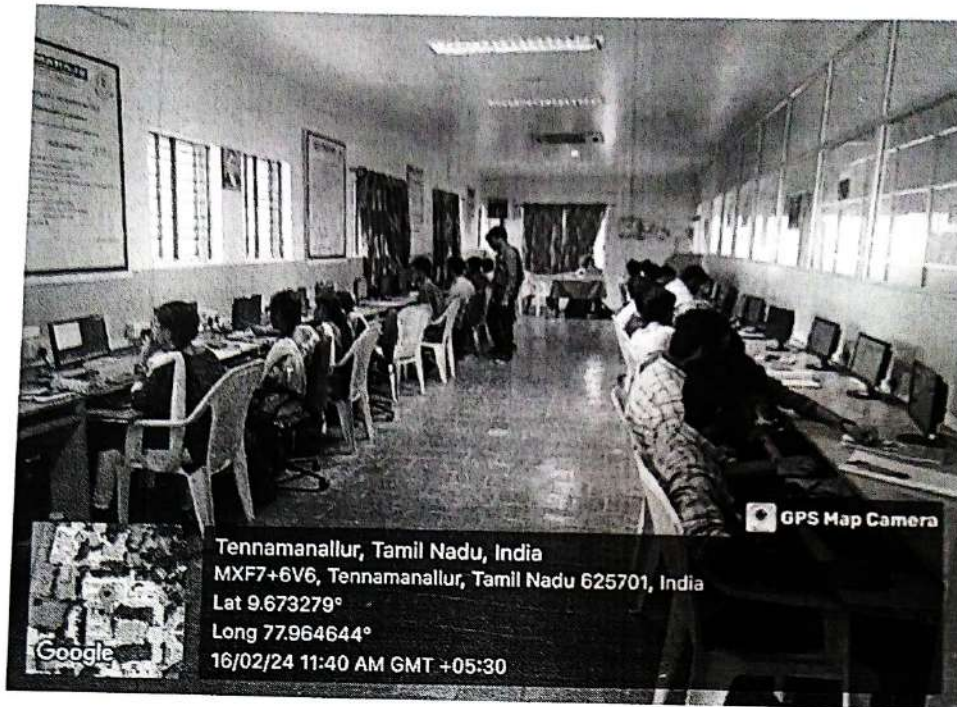 GPS Map Camera
Tennamanallur, Tamil Nadu, India
MXF7+6V6, Tennamanallur, Tamil Nadu 625701, India
Lat 9.673279°
Long 77.964644°
16/02/24 11:40 AM GMT +05:30
Google